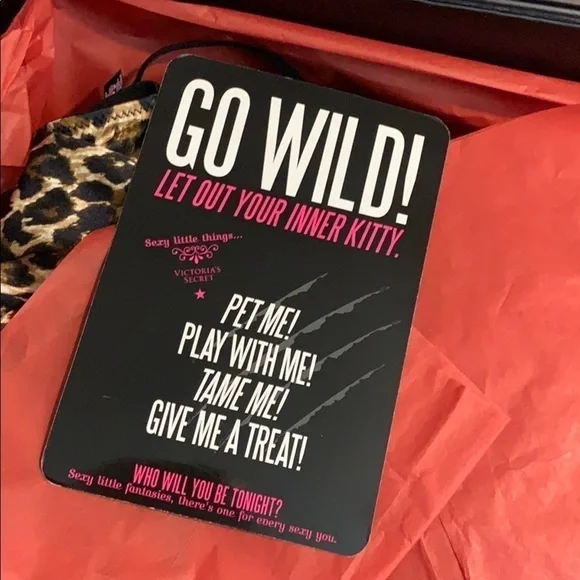 GO WILD!
LET OUT YOUR INNER KITTY.
Sexy little things...
VICTORIA'S
SECRET
PET ME!
PLAY WITH ME!
TAME ME!
GIVE ME A TREAT!
WHO WILL YOU BE TONIGHT?
Sexy little fantasies, there's one for every sexy you.